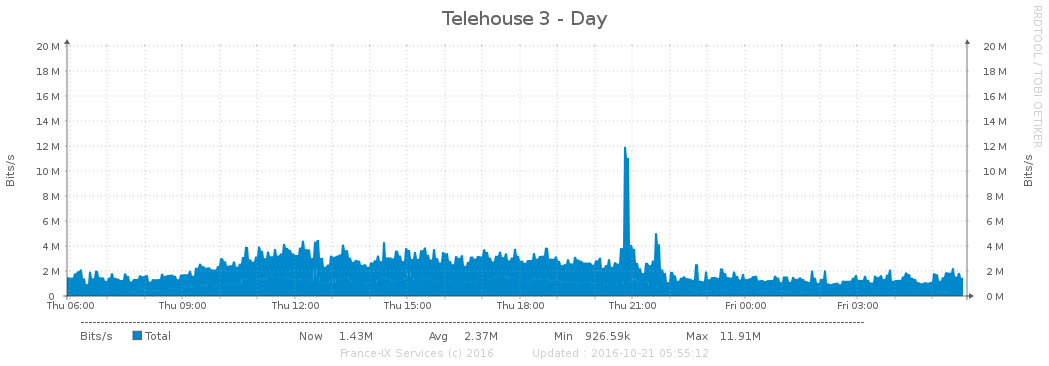 Telehouse 3 - Day
RRDTOOL / TOBI OETIKER
Bits/s
20 M 20 M
18 M 18 M
16 M 16 M
14 M 14 M
12 M 12 M
10 M 10 M
8 M 8 M
6 M 6 M
4 M 4 M
2 M 2 M
0 0 M
Bits/s
Thu 06:00 Thu 09:00 Thu 12:00 Thu 15:00 Thu 18:00 Thu 21:00 Fri 00:00 Fri 03:00
Bits/s Total Now 1.43M Avg 2.37M Min 926.59k Max 11.91M
France-IX Services (c) 2016 Updated : 2016-10-21 05:55:12